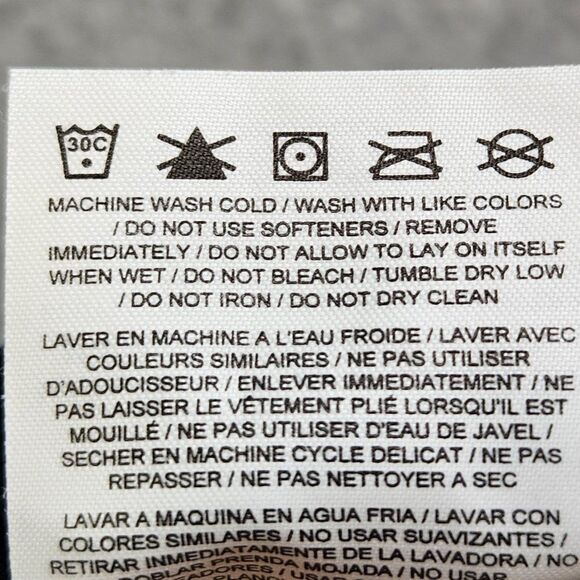 30C
MACHINE WASH COLD / WASH WITH LIKE COLORS
/ DO NOT USE SOFTENERS / REMOVE
IMMEDIATELY / DO NOT ALLOW TO LAY ON ITSELF
WHEN WET / DO NOT BLEACH / TUMBLE DRY LOW
/ DO NOT IRON / DO NOT DRY CLEAN
LAVER EN MACHINE A L'EAU FROIDE / LAVER AVEC
COULEURS SIMILAIRES / NE PAS UTILISER
D'ADOUCISSEUR / ENLEVER IMMEDIATEMENT / NE
PAS LAISSER LE VÊTEMENT PLIÉ LORSQU'IL EST
MOUILLÉ / NE PAS UTILISER D'EAU DE JAVEL /
SECHER EN MACHINE CYCLE DELICAT / NE PAS
REPASSER / NE PAS NETTOYER A SEC
LAVAR A MAQUINA EN AGUA FRIA / LAVAR CON
COLORES SIMILARES / NO USAR SUAVIZANTES /
RETIRAR INMEDIATAMENTE DE LA LAVADORA / NO
DOBLAR PRENDA MOJADA / NO USAR